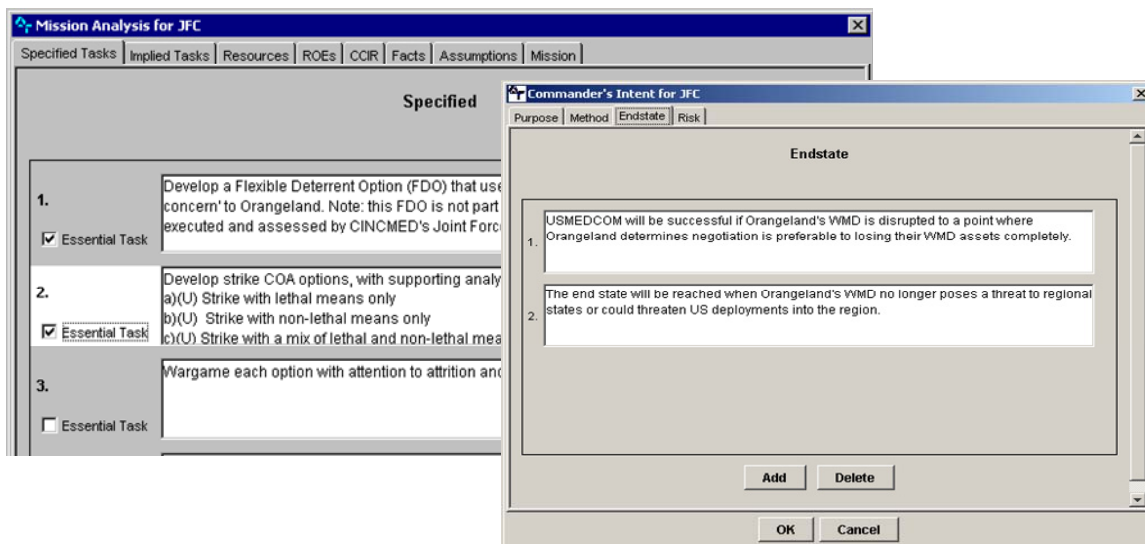 Mission Analysis for JFC
Specified Tasks Implied Tasks Resources ROEs CCIR Facts Assumptions Mission
Specified
1.
Develop a Flexible Deterrent Option (FDO) that use
concern' to Orangeland. Note: this FDO is not part
executed and assessed by CINCMED's Joint Forc
Essential Task
2.
Develop strike COA options, with supporting analy
a)(U) Strike with lethal means only
b)(U) Strike with non-lethal means only
c)(U) Strike with a mix of lethal and non-lethal mea
Essential Task
3.
Wargame each option with attention to attrition and
Essential Task
Commander's Intent for JFC
Purpose Method Endstate Risk
Endstate
1.
USMEDCOM will be successful if Orangeland's WMD is disrupted to a point where
Orangeland determines negotiation is preferable to losing their WMD assets completely.
2.
The end state will be reached when Orangeland's WMD no longer poses a threat to regional
states or could threaten US deployments into the region.
Add Delete
OK Cancel